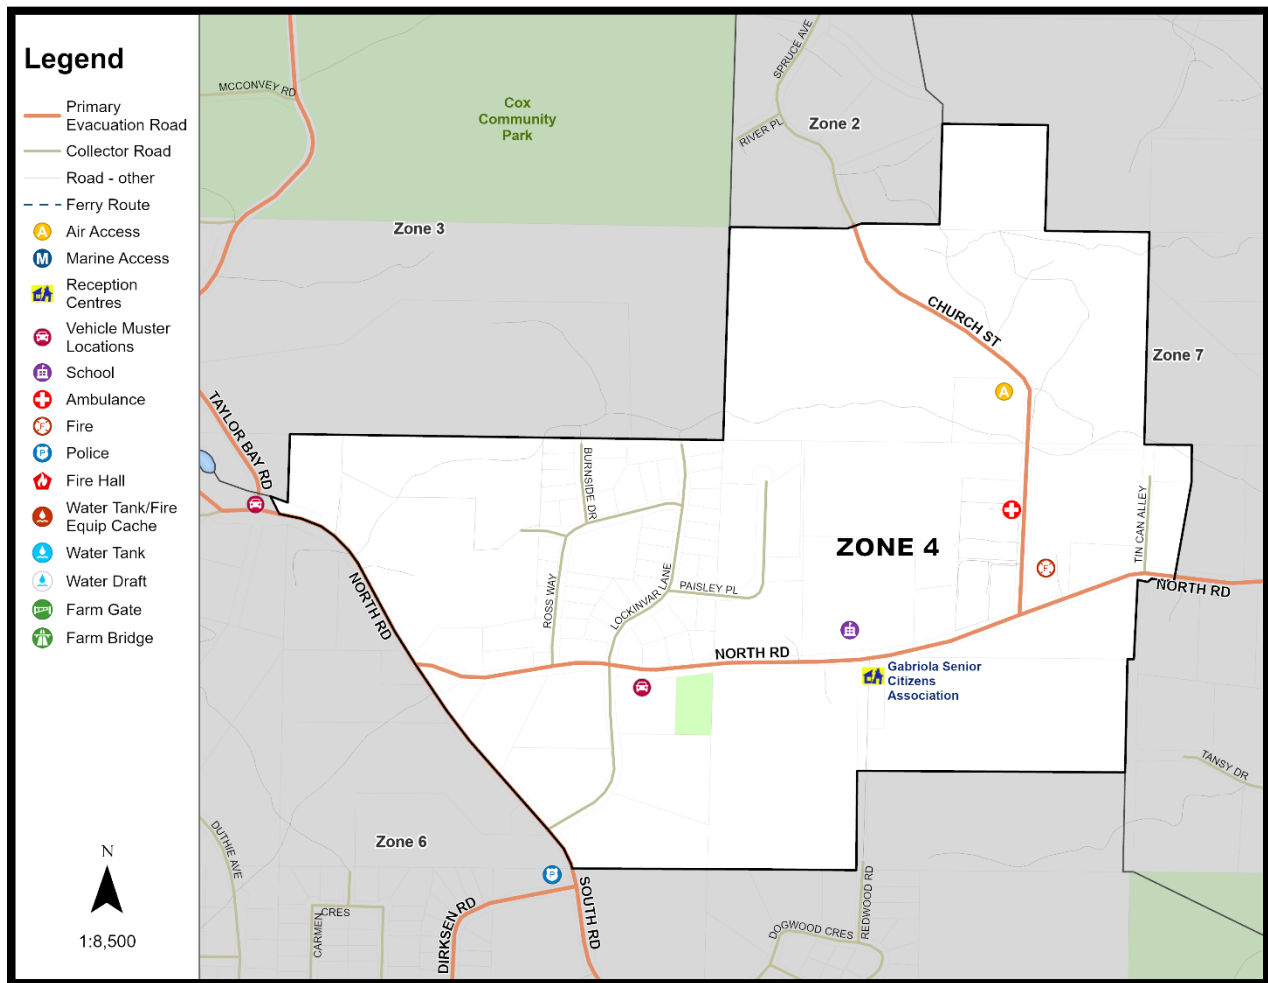 Legend
Primary
Evacuation Road
Collector Road
Road - other
Ferry Route
A
Air Access
M
Marine Access
Reception
Centres
Vehicle Muster
Locations
School
Ambulance
F
Fire
P
Police
Fire Hall
Water Tank/Fire
Equip Cache
Water Tank
Water Draft
Farm Gate
Farm Bridge
N
1:8,500
MCCONVEY RD
Cox
Community
Park
SPRUCE AVE
RIVER PL
Zone 2
Zone 3
CHURCH ST
Zone 7
A
TAYLOR BAY RD
BURNSIDE DR
TIN CAN ALLEY
ZONE 4
F
NORTH RD
ROSS WAY
LOCKINVAR LANE
PAISLEY PL
NORTH RD
NORTH RD
Gabriola Senior
Citizens
Association
TANSY DR
Zone 6
DUTHIE AVE
P
CARMEN
CRES
DIRKSEN RD
SOUTH RD
REDWOOD RD
DOGWOOD CRES